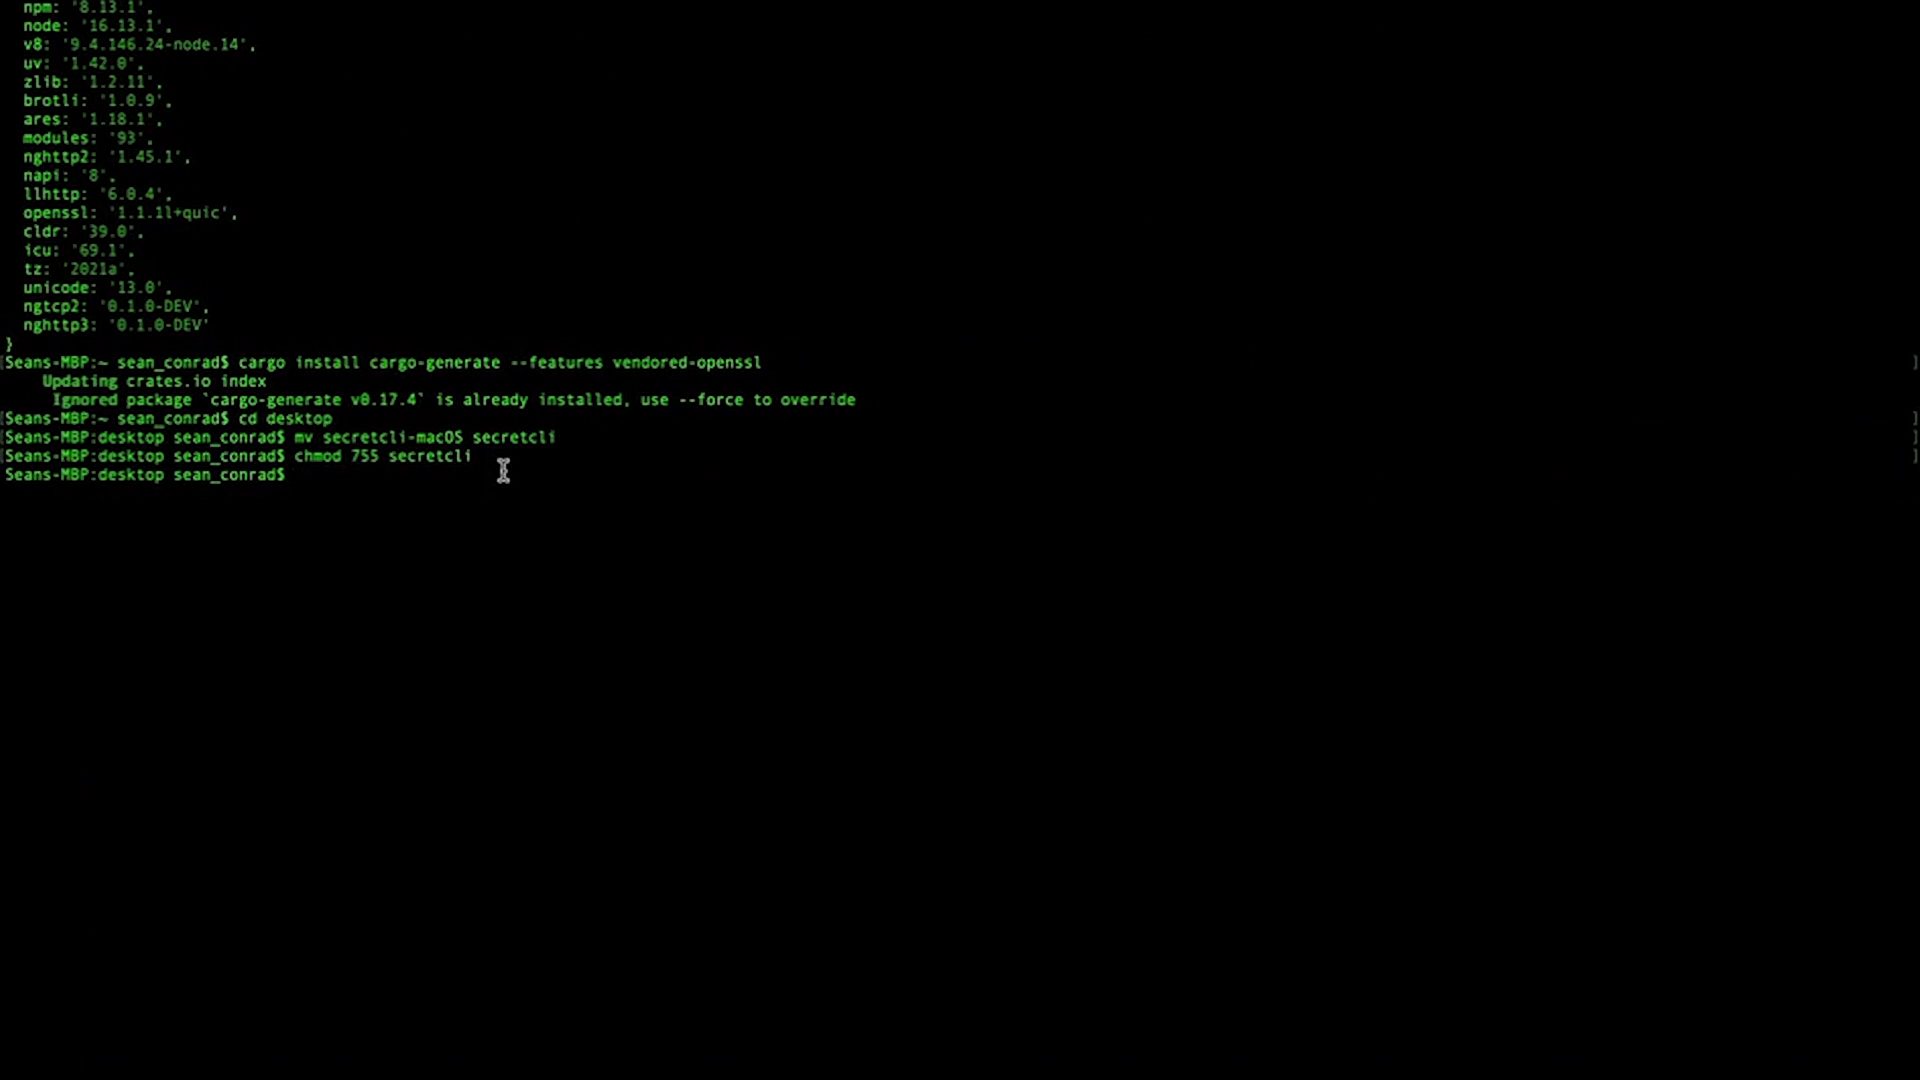 npm: '8.13.1',
node: '16.13.1',
v8: '9.4.146.24-node.14',
uv: '1.42.0',
zlib: '1.2.11',
brotli: '1.0.9',
ares: '1.18.1',
modules: '93',
nghttp2: '1.45.1',
napi: '8',
llhttp: '6.0.4',
openssl: '1.1.1l+quic',
cldr: '39.0',
icu: '69.1',
tz: '2021a',
unicode: '13.0',
ngtcp2: '0.1.0-DEV',
nghttp3: '0.1.0-DEV'
}
[Seans-MBP:~ sean_conrad$ cargo install cargo-generate --features vendored-openssl ]
Updating crates.io index
Ignored package `cargo-generate v0.17.4` is already installed, use --force to override
[Seans-MBP:~ sean_conrad$ cd desktop ]
[Seans-MBP:desktop sean_conrad$ mv secretcli-macOS secretcli ]
[Seans-MBP:desktop sean_conrad$ chmod 755 secretcli ]
Seans-MBP:desktop sean_conrad$